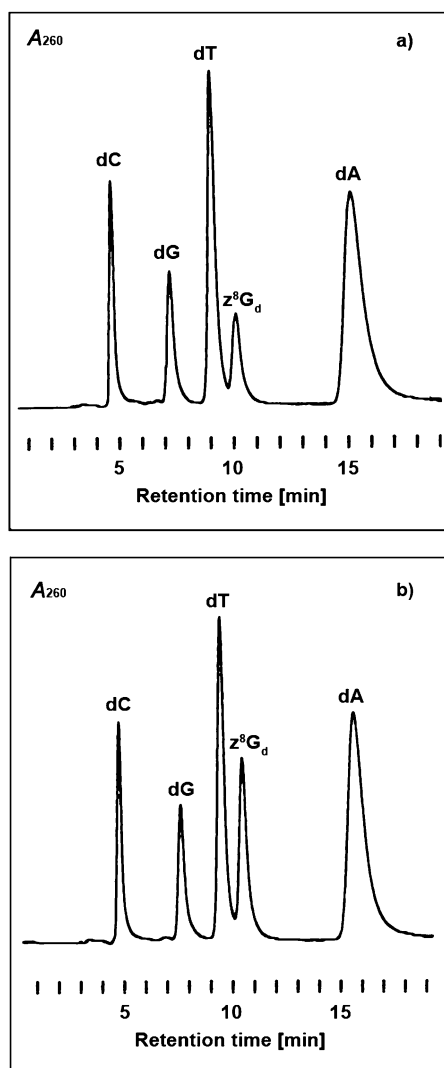 A260 a)
dT
dC
dA
dG
z⁸Gd
5 10 15
Retention time [min]
A260 b)
dT
dC
dA
z⁸Gd
dG
5 10 15
Retention time [min]